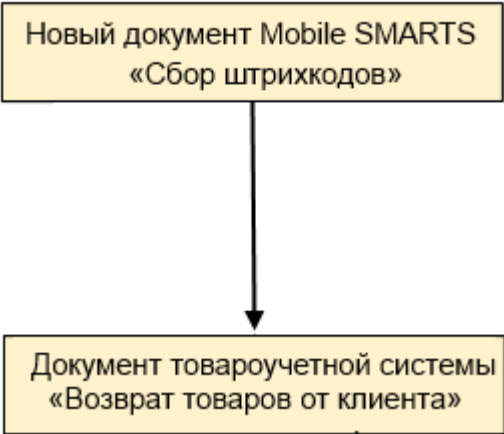 Новый документ Mobile SMARTS
«Сбор штрихкодов»
Документ товароучетной системы
«Возврат товаров от клиента»